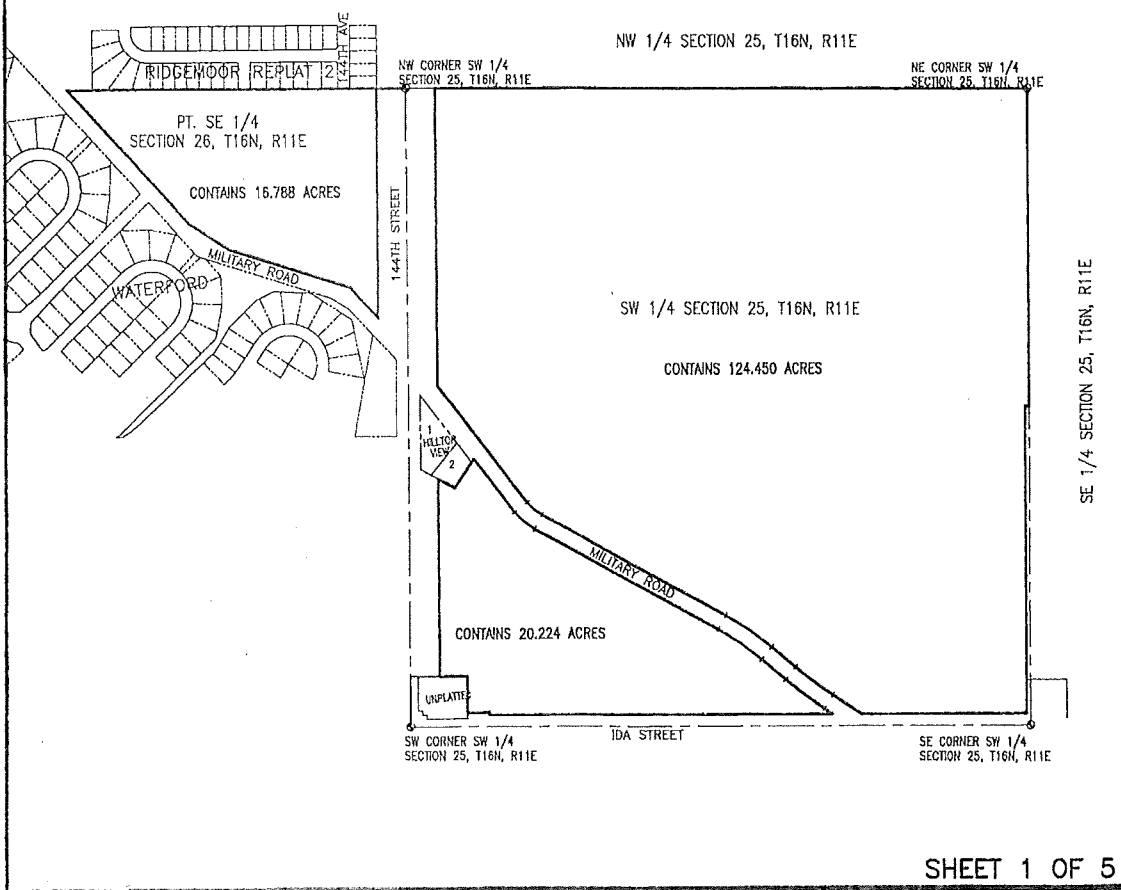 NW 1/4 SECTION 25, T16N, R11E
144TH AVE
RIDGEMOOR REPLAT 2
NW CORNER SW 1/4
SECTION 25, T16N, R11E
NE CORNER SW 1/4
SECTION 25, T16N, R11E
PT. SE 1/4
SECTION 26, T16N, R11E
CONTAINS 16.788 ACRES
144TH STREET
MILITARY ROAD
WATERFORD
SW 1/4 SECTION 25, T16N, R11E
CONTAINS 124.450 ACRES
SE 1/4 SECTION 25, T16N, R11E
1
HILLTOP
VIEW
2
MILITARY ROAD
CONTAINS 20.224 ACRES
UNPLATTED
IDA STREET
SW CORNER SW 1/4
SECTION 25, T16N, R11E
SE CORNER SW 1/4
SECTION 25, T16N, R11E
SHEET 1 OF 5